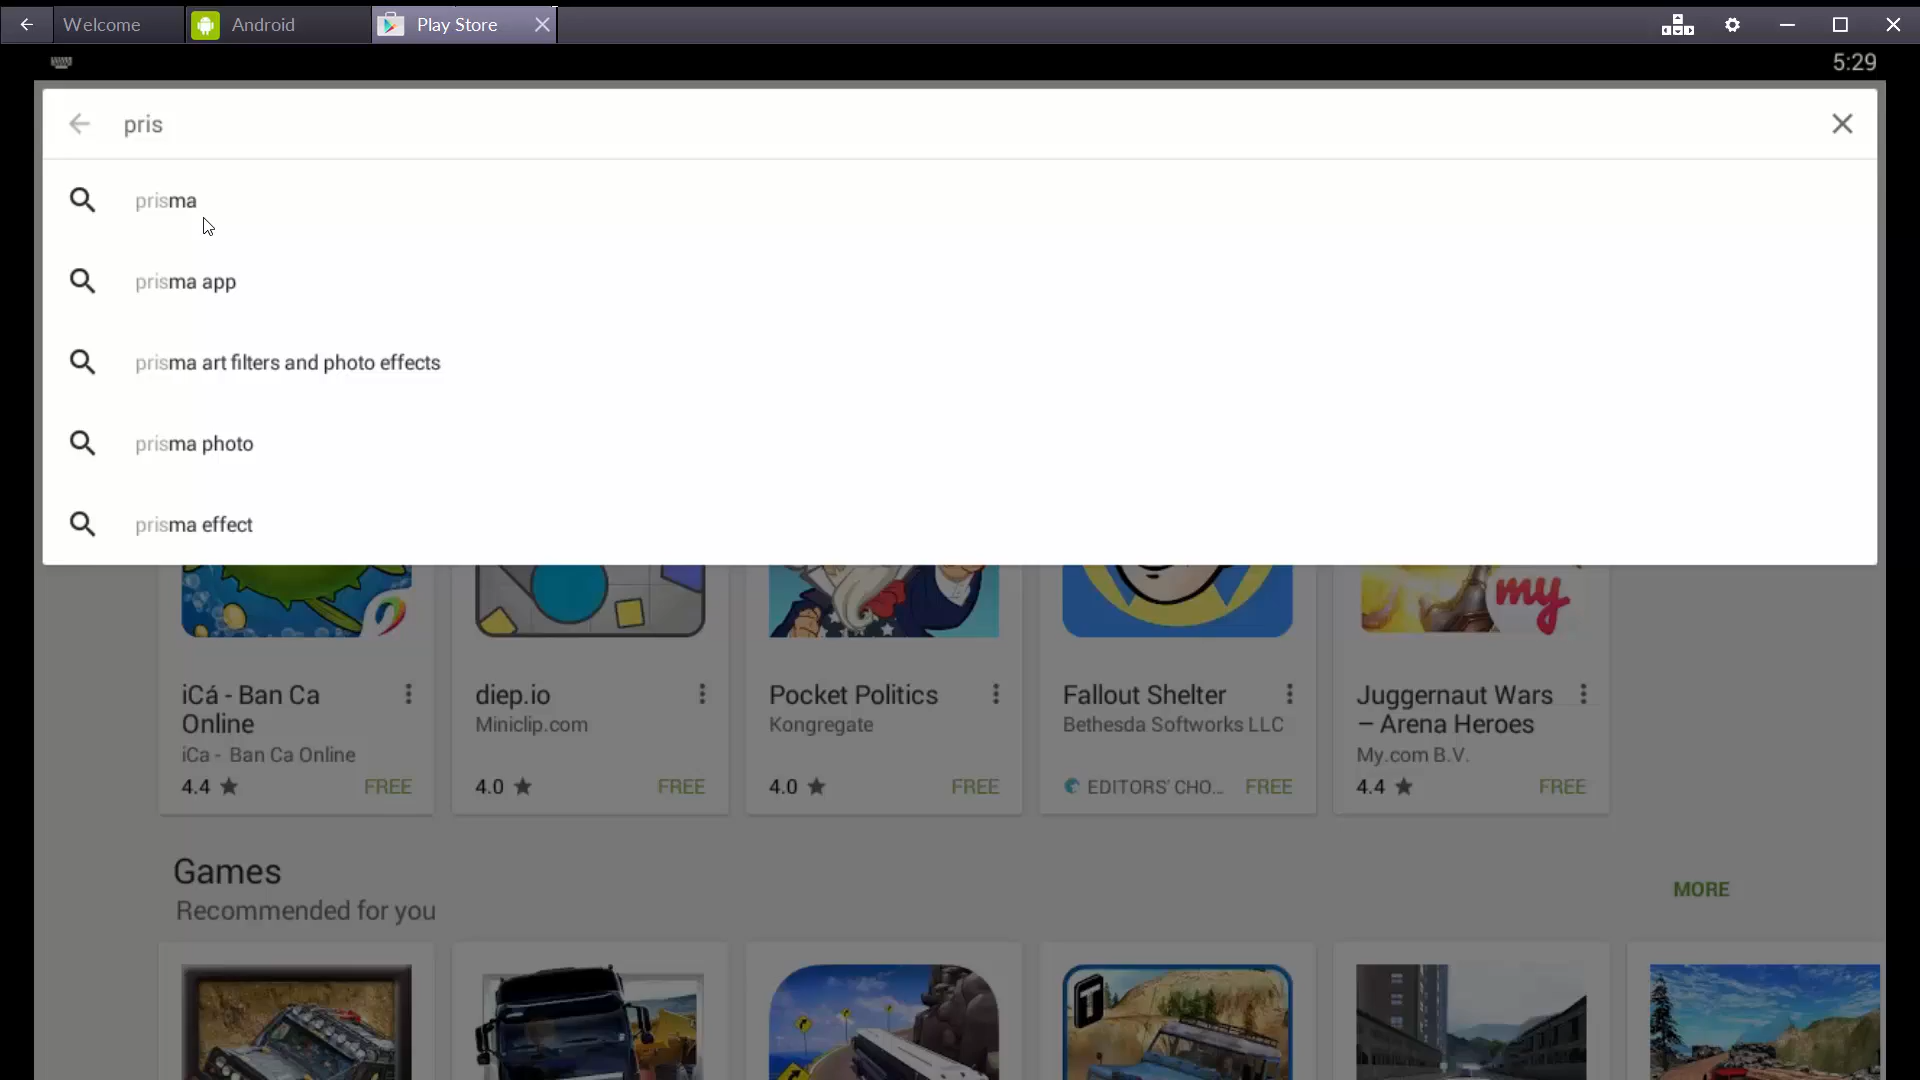 Welcome
Android
Play Store
5:29
pris
prisma
prisma app
prisma art filters and photo effects
prisma photo
prisma effect
my
iCá - Ban Ca
Online
iCa - Ban Ca Online
4.4 FREE
diep.io
Miniclip.com
4.0 FREE
Pocket Politics
Kongregate
4.0 FREE
Fallout Shelter
Bethesda Softworks LLC
EDITORS' CHO... FREE
Juggernaut Wars
– Arena Heroes
My.com B.V.
4.4 FREE
Games
Recommended for you
MORE
T